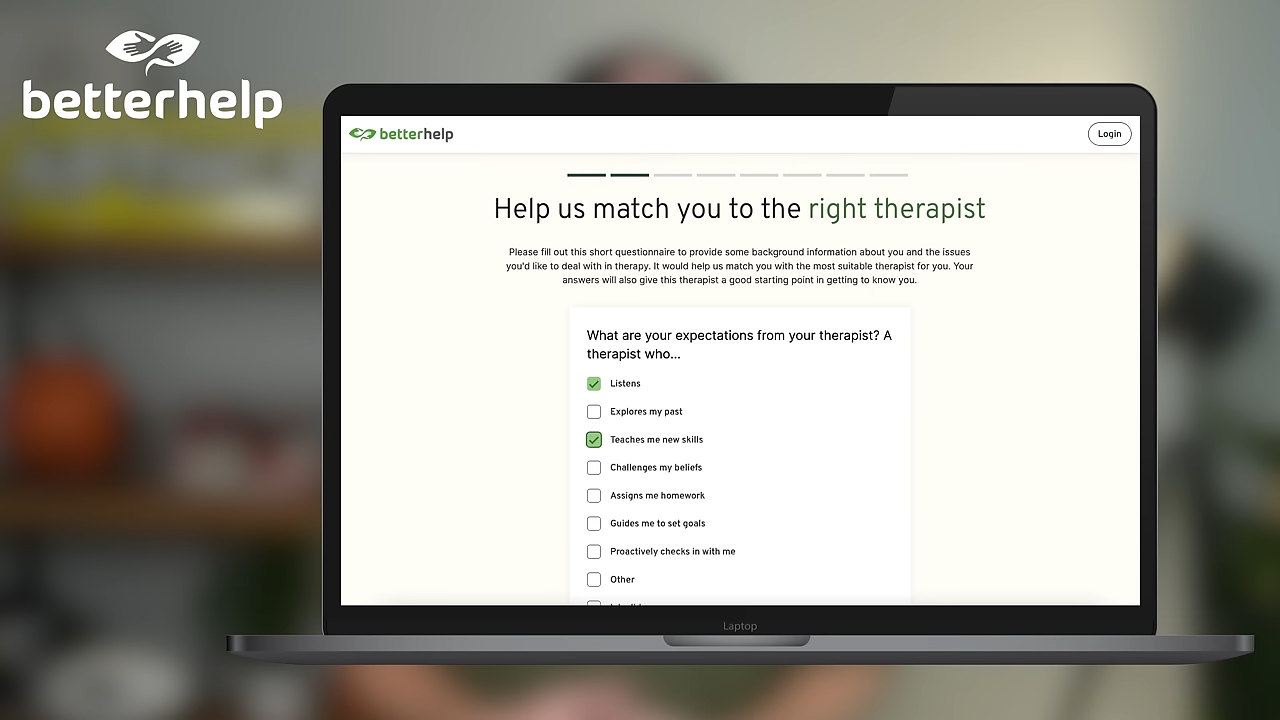 betterhelp
betterhelp
Login
Help us match you to the right therapist
Please fill out this short questionnaire to provide some background information about you and the issues
you'd like to deal with in therapy. It would help us match you with the most suitable therapist for you. Your
answers will also give this therapist a good starting point in getting to know you.
What are your expectations from your therapist? A
therapist who...
Listens
Explores my past
Teaches me new skills
Challenges my beliefs
Assigns me homework
Guides me to set goals
Proactively checks in with me
Other
Laptop